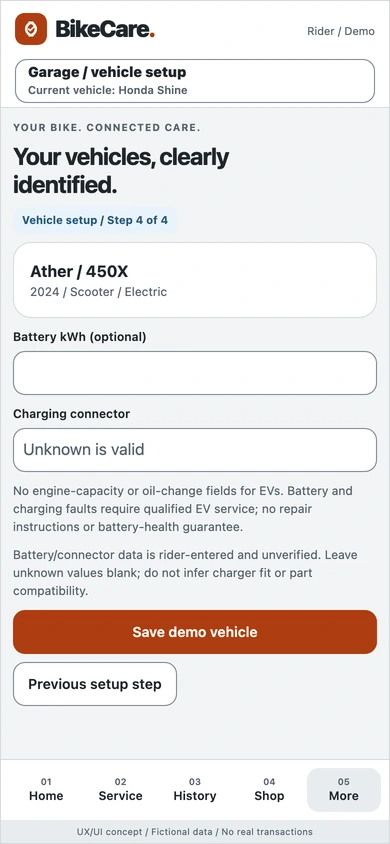 BikeCare.
Rider / Demo
Garage / vehicle setup
Current vehicle: Honda Shine
YOUR BIKE. CONNECTED CARE.
Your vehicles, clearly
identified.
Vehicle setup / Step 4 of 4
Ather / 450X
2024 / Scooter / Electric
Battery kWh (optional)
Charging connector
Unknown is valid
No engine-capacity or oil-change fields for EVs. Battery and
charging faults require qualified EV service; no repair
instructions or battery-health guarantee.
Battery/connector data is rider-entered and unverified. Leave
unknown values blank; do not infer charger fit or part
compatibility.
Save demo vehicle
Previous setup step
01
Home
02
Service
03
History
04
Shop
05
More
UX/UI concept / Fictional data / No real transactions